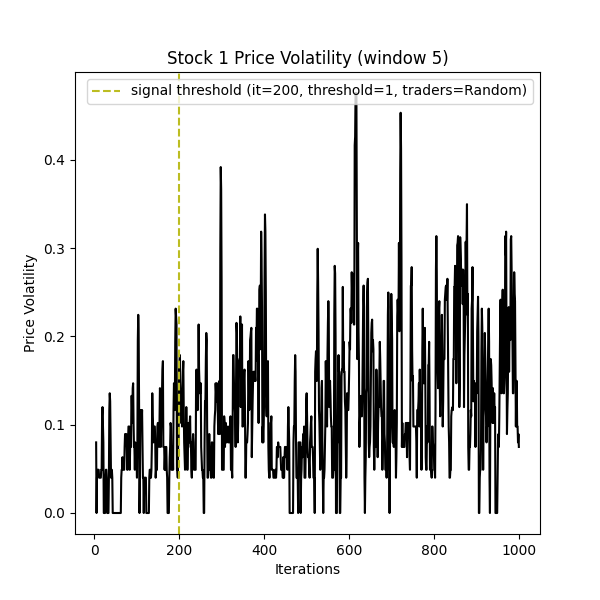 Stock 1 Price Volatility (window 5)
signal threshold (it=200, threshold=1, traders=Random)
0.4
0.3
0.2
0.1
0.0
Price Volatility
0 200 400 600 800 1000
Iterations